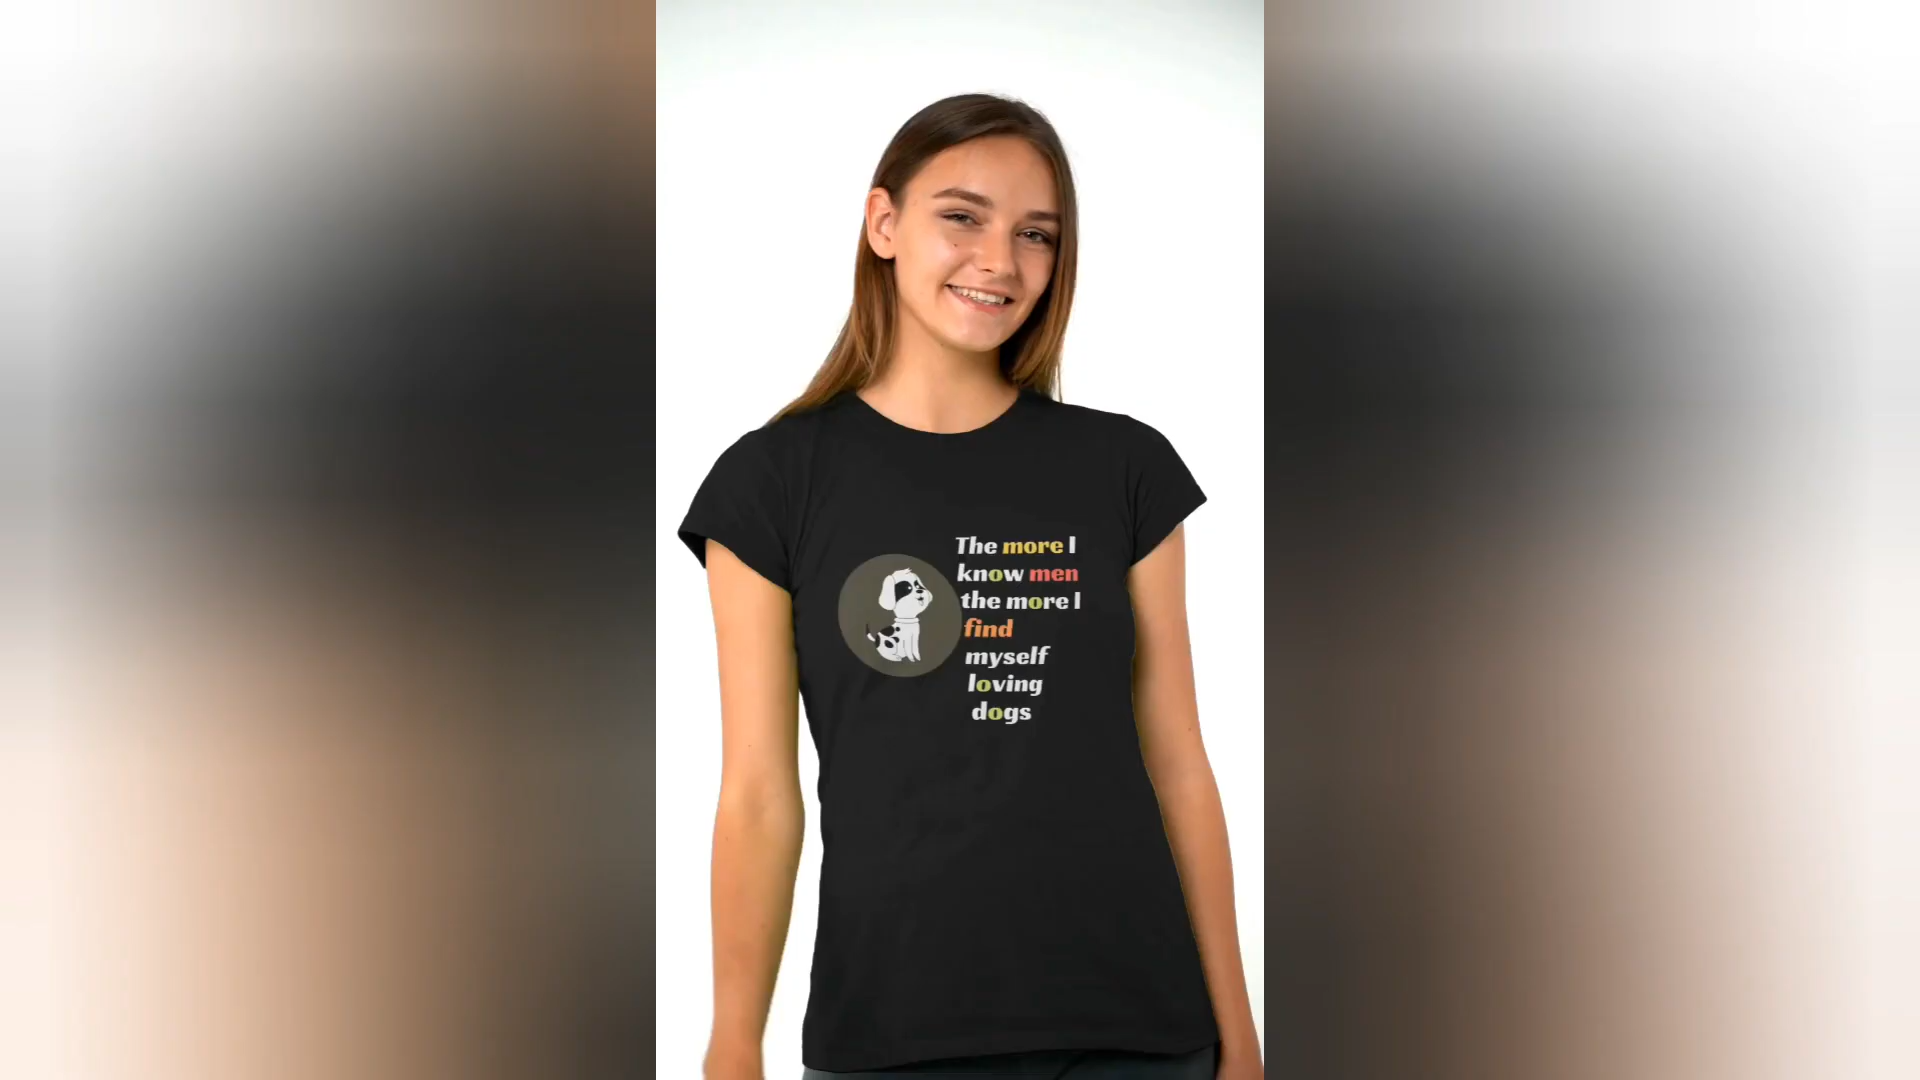 The more I
know men
the more I
find
myself
loving
dogs